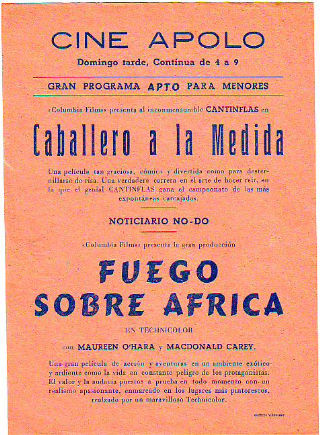 CINE APOLO
Domingo tarde, Continua de 4 a 9
GRAN PROGRAMA APTO PARA MENORES
«Columbia Films» presenta al inconmensurable CANTINFLAS en
Caballero a la Medida
Una película tan graciosa, cómica y divertida como para dester-
nillarse de risa. Una verdadera carrera en el arte de hacer reir, en
la que el genial CANTINFLAS gana el campeonato de las más
expontáneas carcajadas.
NOTICIARIO NO-DO
«Columbia Films» presenta la gran producción
FUEGO
SOBRE AFRICA
EN TECHNICOLOR
con MAUREEN O'HARA y MACDONALD CAREY.
Una gran película de acción y aventuras en un ambiente exótico
y ardiente como la vida en constante peligro de los protagonistas.
El valor y la audacia puestos a prueba en todo momento con un
realismo apasionante, enmarcado en los lugares más pintorescos,
realzado por un maravilloso Technicolor.